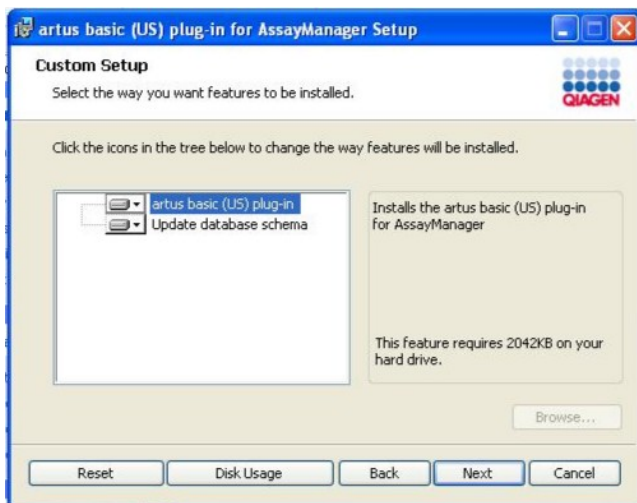 artus basic (US) plug-in for AssayManager Setup
Custom Setup
Select the way you want features to be installed.
QIAGEN
Click the icons in the tree below to change the way features will be installed.
artus basic (US) plug-in
Update database schema
Installs the artus basic (US) plug-in
for AssayManager
This feature requires 2042KB on your
hard drive.
Browse...
Reset Disk Usage Back Next Cancel